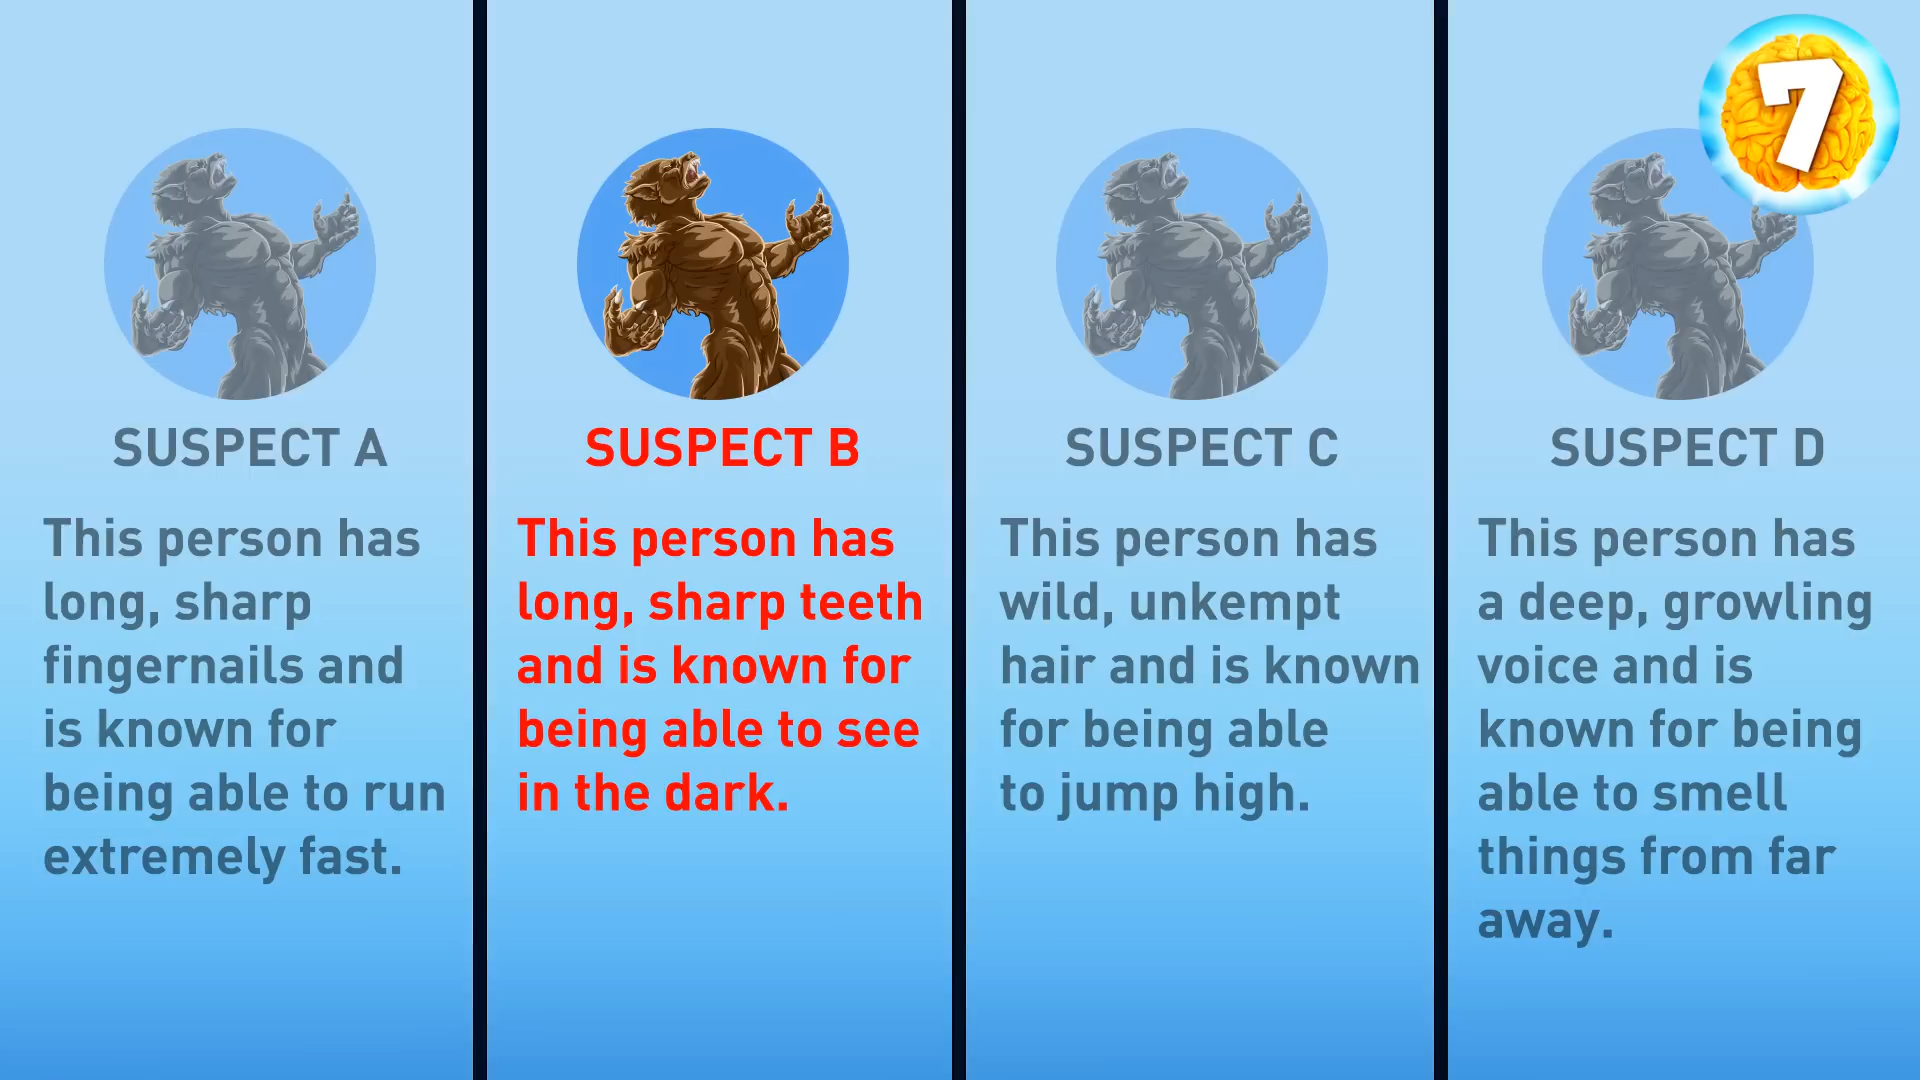 7
SUSPECT A
This person has
long, sharp
fingernails and
is known for
being able to run
extremely fast.
SUSPECT B
This person has
long, sharp teeth
and is known for
being able to see
in the dark.
SUSPECT C
This person has
wild, unkempt
hair and is known
for being able
to jump high.
SUSPECT D
This person has
a deep, growling
voice and is
known for being
able to smell
things from far
away.